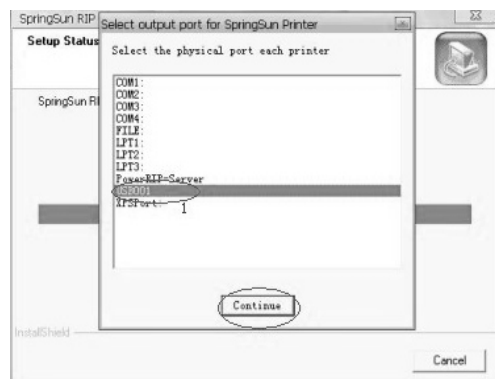 SpringSun RIP
Select output port for SpringSun Printer
Setup Status
Select the physical port each printer
SpringSun RI
COM1:
COM2:
COM3:
COM4:
FILE:
LPT1:
LPT2:
LPT3:
PowerRIP-Server
USB001
XPSPort:
1
Continue
InstallShield
Cancel